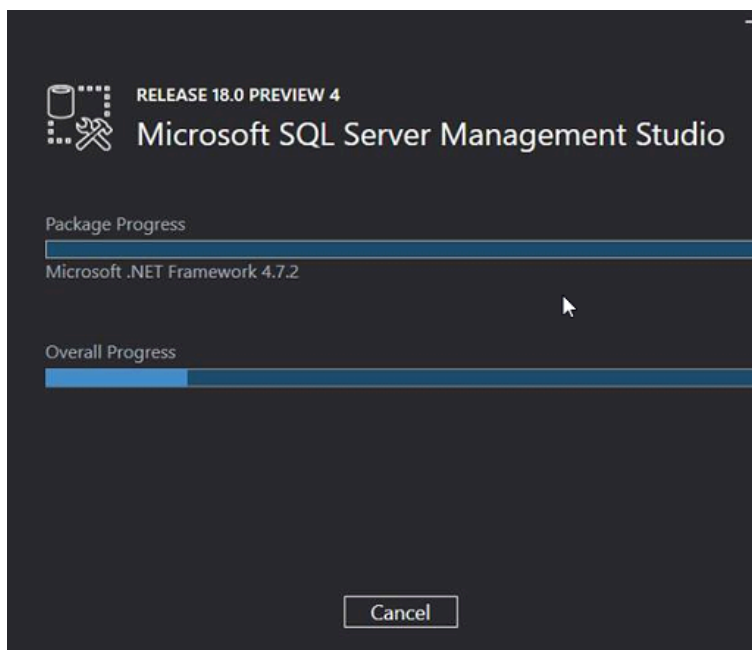 RELEASE 18.0 PREVIEW 4
Microsoft SQL Server Management Studio
Package Progress
Microsoft .NET Framework 4.7.2
Overall Progress
Cancel